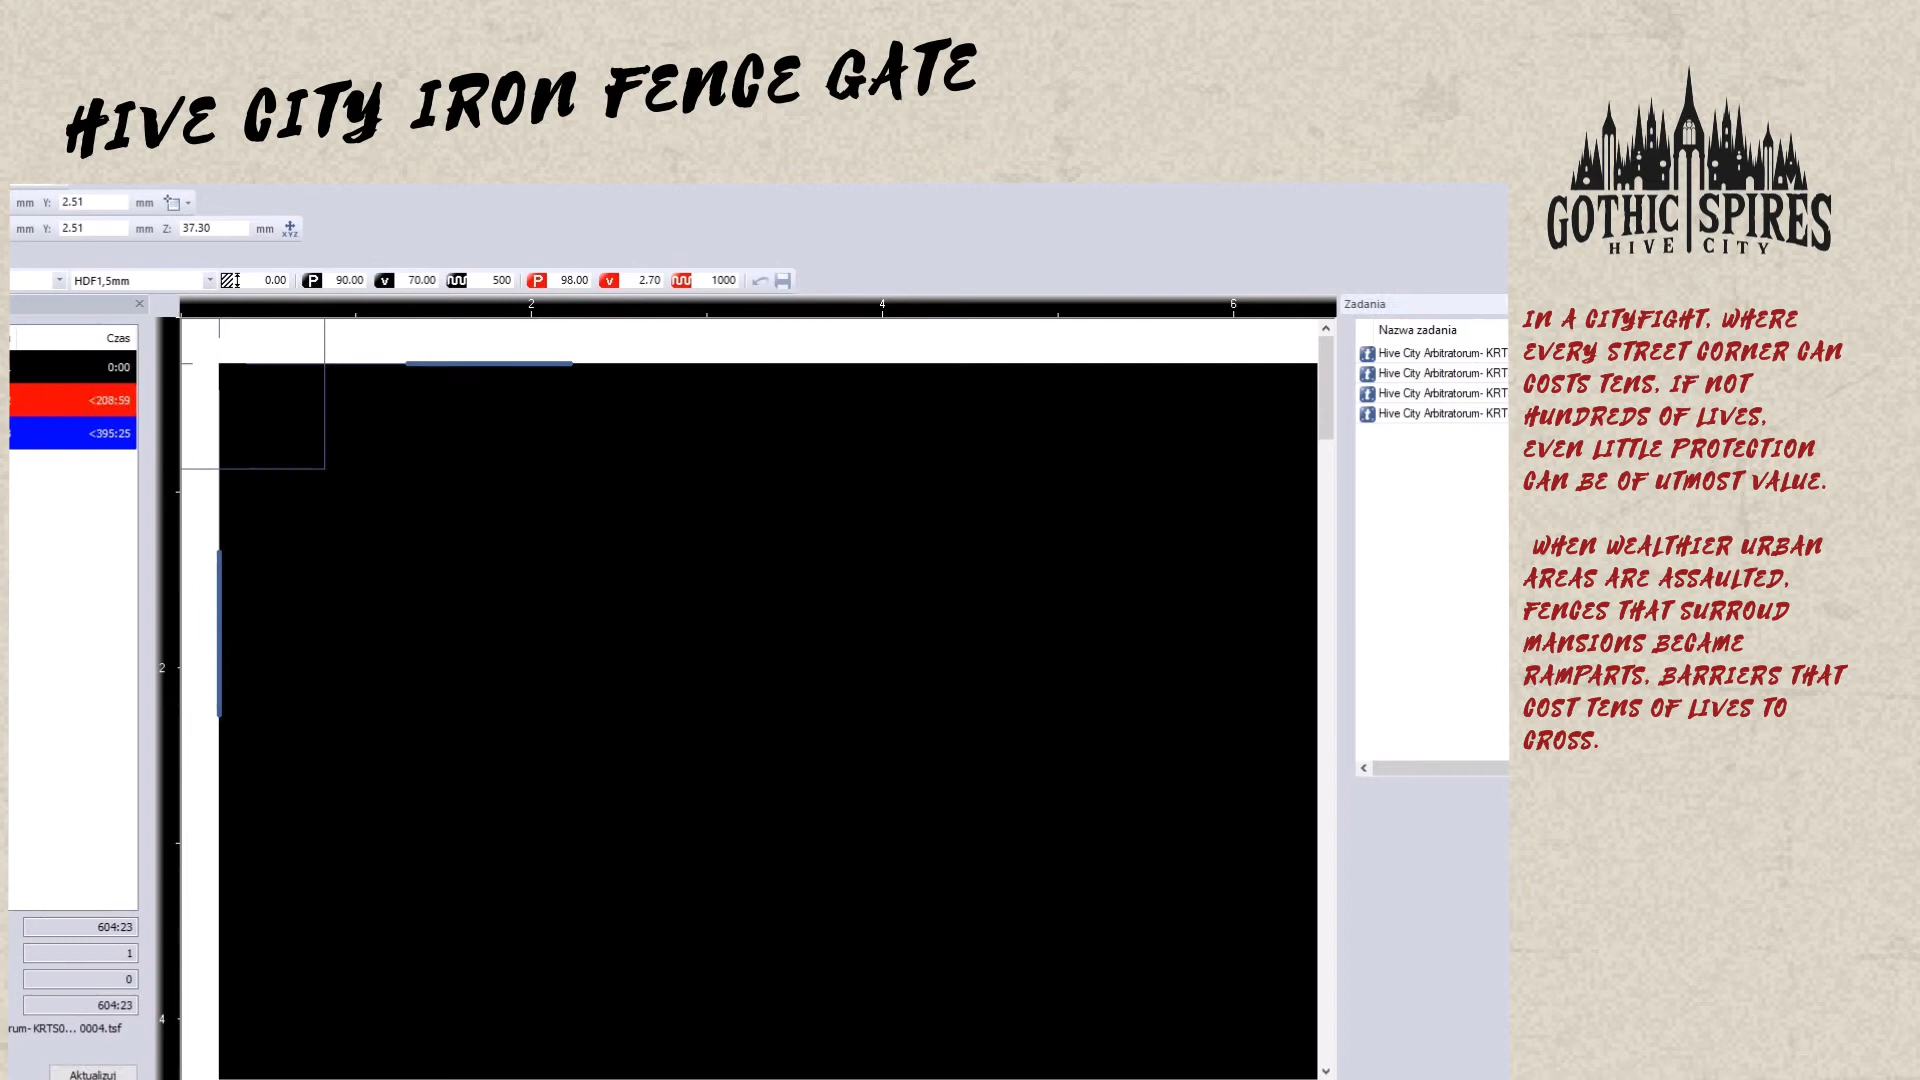 HIVE CITY IRON FENCE GATE
GOTHIC SPIRES
HIVE CITY
mm Y: 2.51 mm
mm Y: 2.51 mm Z: 37.30 mm
XYZ
HDF1,5mm 0.00 P 90.00 v 70.00 500 P 98.00 v 2.70 1000
2 4 6
Czas
0:00
<208:59
<395:25
2
4
604:23
1
0
604:23
rum-KRTS0... 0004.tsf
Aktualizuj
Zadania
Nazwa zadania
Hive City Arbitratorum- KRT
Hive City Arbitratorum- KRT
Hive City Arbitratorum- KRT
Hive City Arbitratorum- KRT
IN A CITYFIGHT, WHERE
EVERY STREET CORNER CAN
COSTS TENS, IF NOT
HUNDREDS OF LIVES,
EVEN LITTLE PROTECTION
CAN BE OF UTMOST VALUE.
WHEN WEALTHIER URBAN
AREAS ARE ASSAULTED,
FENCES THAT SURROUD
MANSIONS BECAME
RAMPARTS, BARRIERS THAT
COST TENS OF LIVES TO
CROSS.